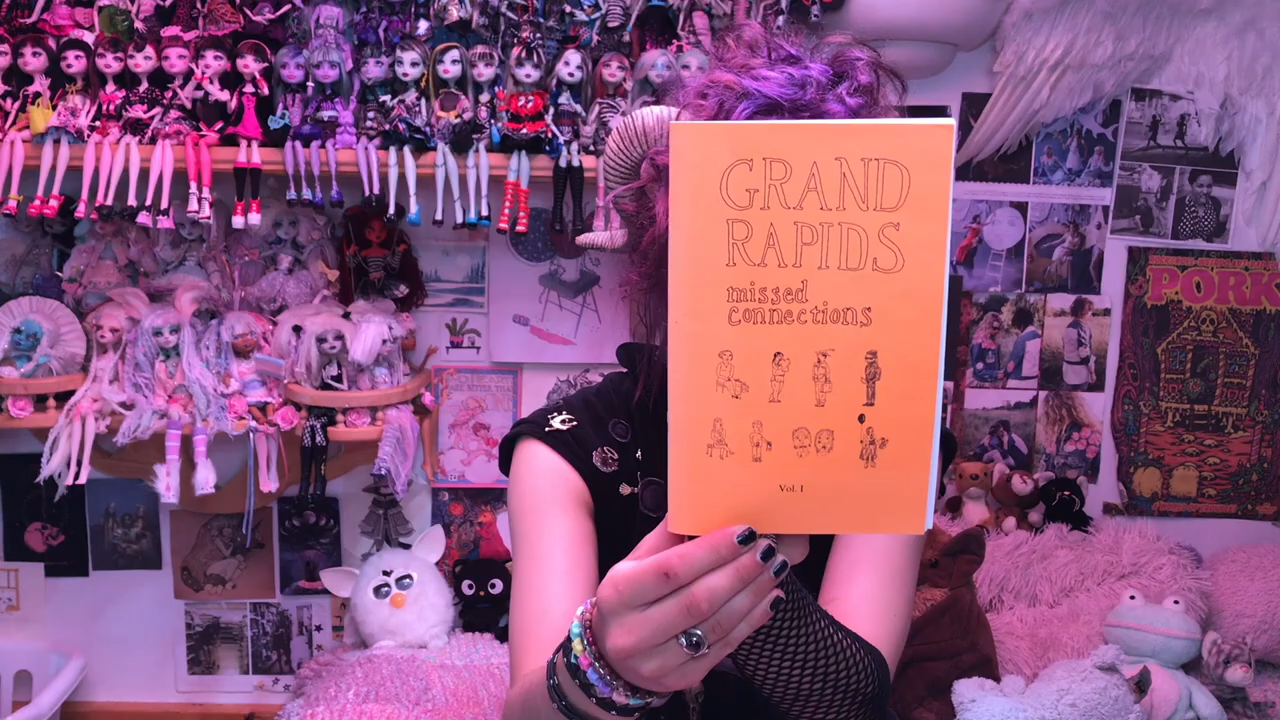 GRAND
RAPIDS
missed
connections
Vol. I
PORK